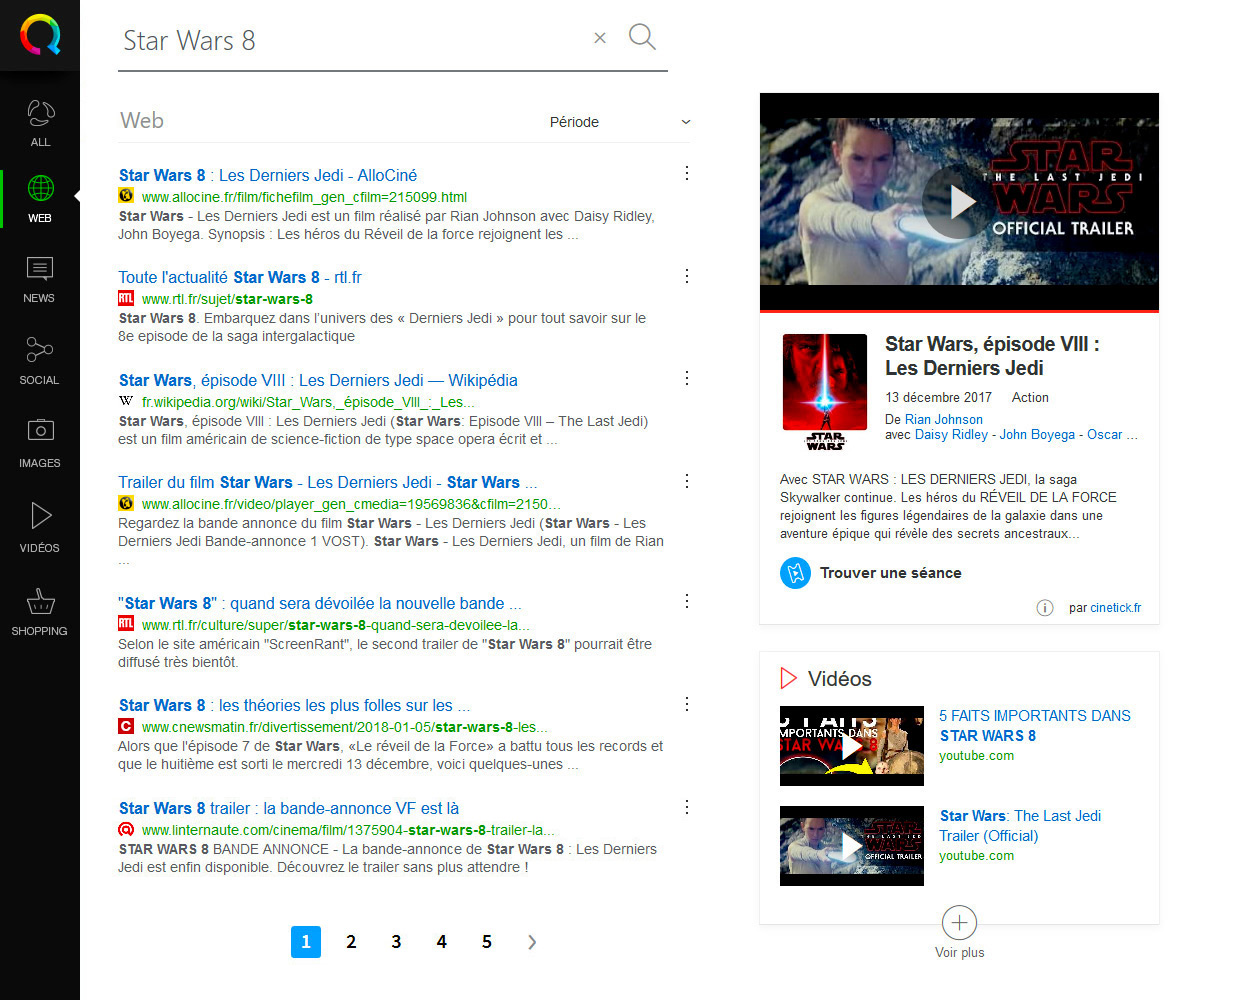 Star Wars 8
ALL
WEB
NEWS
SOCIAL
IMAGES
VIDÉOS
SHOPPING
Web
Période
Star Wars 8 : Les Derniers Jedi - AlloCiné
www.allocine.fr/film/fichefilm_gen_cfilm=215099.html
Star Wars - Les Derniers Jedi est un film réalisé par Rian Johnson avec Daisy Ridley,
John Boyega. Synopsis : Les héros du Réveil de la force rejoignent les ...
Toute l'actualité Star Wars 8 - rtl.fr
RTL
www.rtl.fr/sujet/star-wars-8
Star Wars 8. Embarquez dans l’univers des « Derniers Jedi » pour tout savoir sur le
8e episode de la saga intergalactique
Star Wars, épisode VIII : Les Derniers Jedi — Wikipédia
W fr.wikipedia.org/wiki/Star_Wars,_épisode_VIII_:_Les...
Star Wars, épisode VIII : Les Derniers Jedi (Star Wars: Episode VIII – The Last Jedi)
est un film américain de science-fiction de type space opera écrit et ...
Trailer du film Star Wars - Les Derniers Jedi - Star Wars ...
www.allocine.fr/video/player_gen_cmedia=19569836&cfilm=2150...
Regardez la bande annonce du film Star Wars - Les Derniers Jedi (Star Wars - Les
Derniers Jedi Bande-annonce 1 VOST). Star Wars - Les Derniers Jedi, un film de Rian
...
"Star Wars 8" : quand sera dévoilée la nouvelle bande ...
RTL
www.rtl.fr/culture/super/star-wars-8-quand-sera-devoilee-la...
Selon le site américain "ScreenRant", le second trailer de "Star Wars 8" pourrait être
diffusé très bientôt.
Star Wars 8 : les théories les plus folles sur les ...
C www.cnewsmatin.fr/divertissement/2018-01-05/star-wars-8-les...
Alors que l'épisode 7 de Star Wars, «Le réveil de la Force» a battu tous les records et
que le huitième est sorti le mercredi 13 décembre, voici quelques-unes ...
Star Wars 8 trailer : la bande-annonce VF est là
@ www.linternaute.com/cinema/film/1375904-star-wars-8-trailer-la...
STAR WARS 8 BANDE ANNONCE - La bande-annonce de Star Wars 8 : Les Derniers
Jedi est enfin disponible. Découvrez le trailer sans plus attendre !
1 2 3 4 5
STAR
THE LAST JEDI
WARS
OFFICIAL TRAILER
STAR
WARS
Star Wars, épisode VIII :
Les Derniers Jedi
13 décembre 2017 Action
De Rian Johnson
avec Daisy Ridley - John Boyega - Oscar ...
Avec STAR WARS : LES DERNIERS JEDI, la saga
Skywalker continue. Les héros du RÉVEIL DE LA FORCE
rejoignent les figures légendaires de la galaxie dans une
aventure épique qui révèle des secrets ancestraux...
Trouver une séance
i par cinetick.fr
Vidéos
5 FAITS
IMPORTANTS DANS
STAR WARS 8
5 FAITS IMPORTANTS DANS
STAR WARS 8
youtube.com
STAR
THE LAST JEDI
WARS
OFFICIAL TRAILER
Star Wars: The Last Jedi
Trailer (Official)
youtube.com
Voir plus